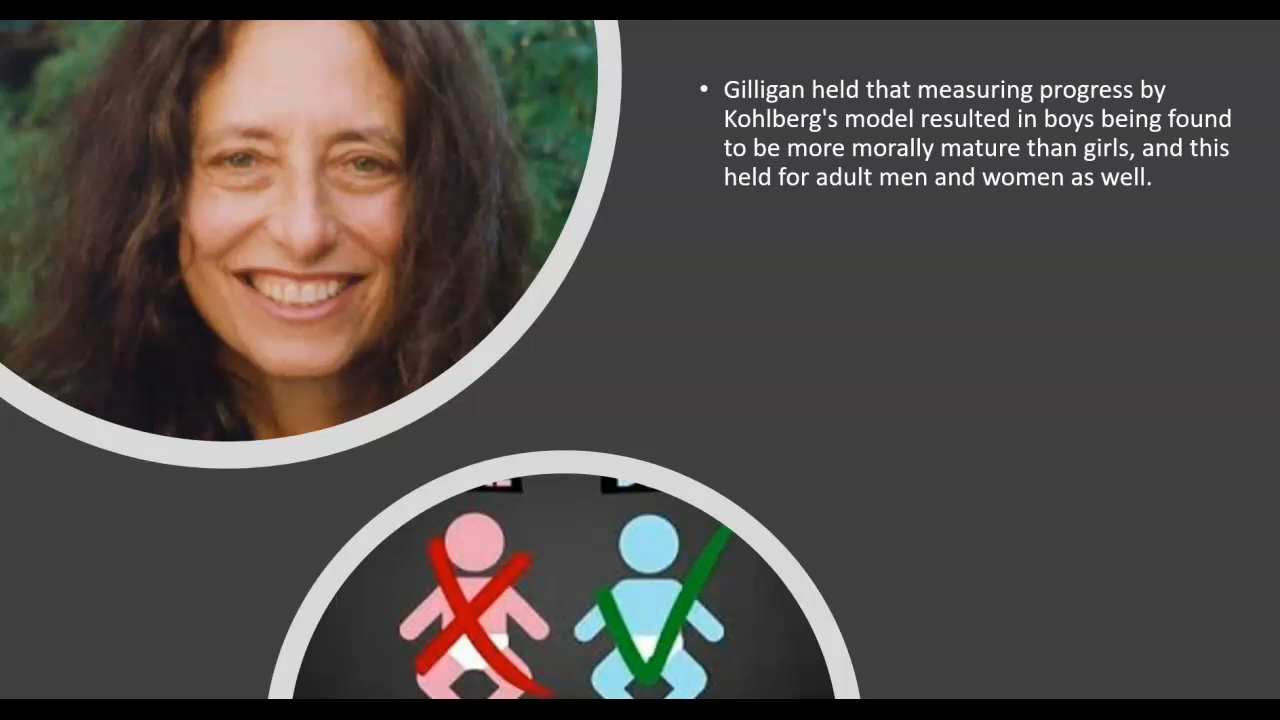 • Gilligan held that measuring progress by
Kohlberg's model resulted in boys being found
to be more morally mature than girls, and this
held for adult men and women as well.